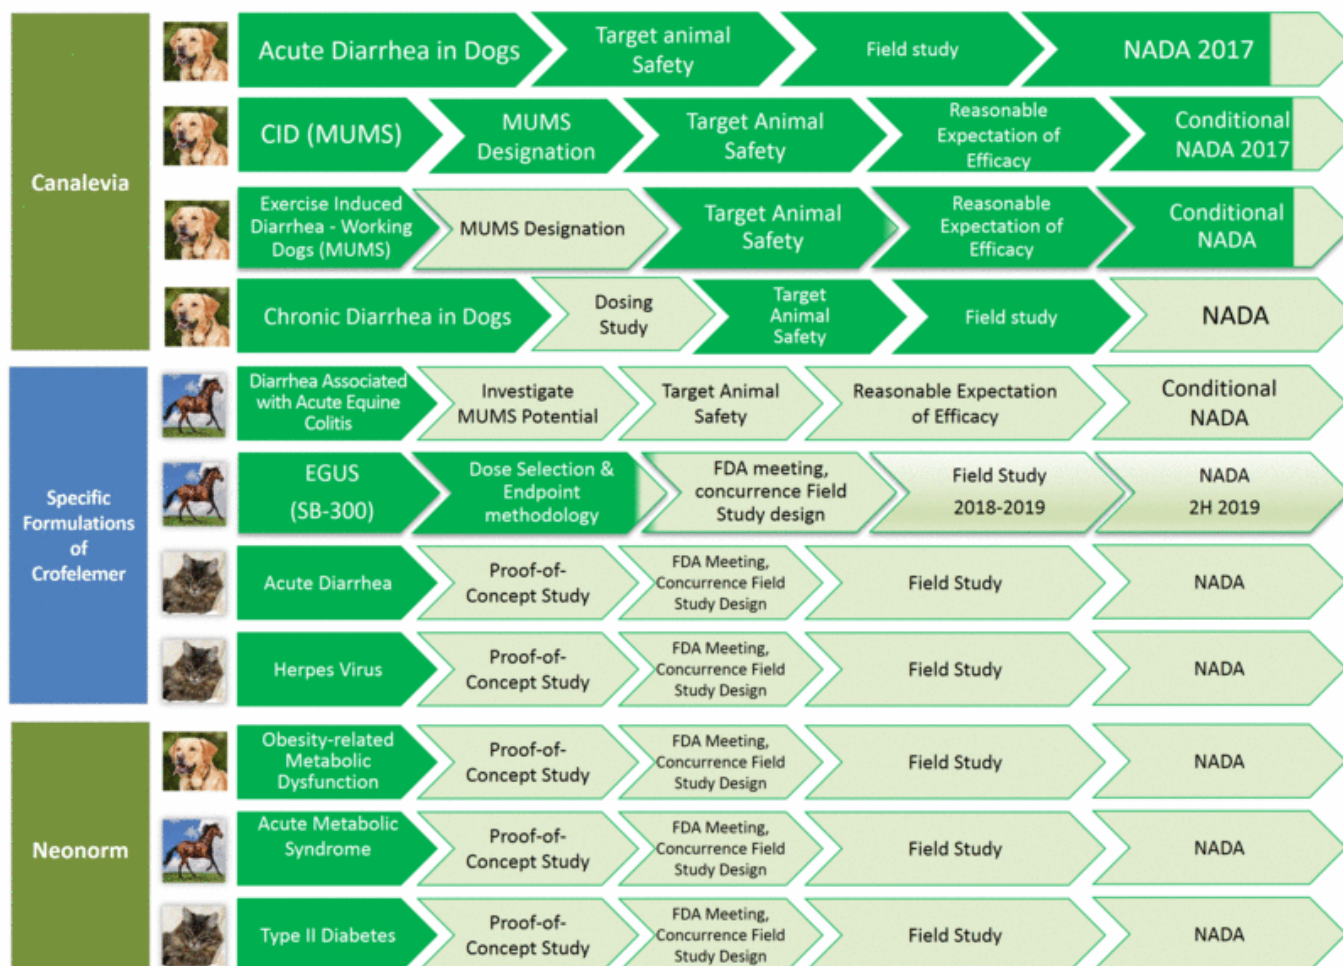 Canalevia
Acute Diarrhea in Dogs
Target animal
Safety
Field study
NADA 2017
CID (MUMS)
MUMS
Designation
Target Animal
Safety
Reasonable
Expectation of
Efficacy
Conditional
NADA 2017
Exercise Induced
Diarrhea - Working
Dogs (MUMS)
MUMS Designation
Target Animal
Safety
Reasonable
Expectation of
Efficacy
Conditional
NADA
Chronic Diarrhea in Dogs
Dosing
Study
Target
Animal
Safety
Field study
NADA
Specific
Formulations
of
Crofelemer
Diarrhea Associated
with Acute Equine
Colitis
Investigate
MUMS Potential
Target Animal
Safety
Reasonable Expectation
of Efficacy
Conditional
NADA
EGUS
(SB-300)
Dose Selection &
Endpoint
methodology
FDA meeting,
concurrence Field
Study design
Field Study
2018-2019
NADA
2H 2019
Acute Diarrhea
Proof-of-
Concept Study
FDA Meeting,
Concurrence Field
Study Design
Field Study
NADA
Herpes Virus
Proof-of-
Concept Study
FDA Meeting,
Concurrence Field
Study Design
Field Study
NADA
Neonorm
Obesity-related
Metabolic
Dysfunction
Proof-of-
Concept Study
FDA Meeting,
Concurrence Field
Study Design
Field Study
NADA
Acute Metabolic
Syndrome
Proof-of-
Concept Study
FDA Meeting,
Concurrence Field
Study Design
Field Study
NADA
Type II Diabetes
Proof-of-
Concept Study
FDA Meeting,
Concurrence Field
Study Design
Field Study
NADA